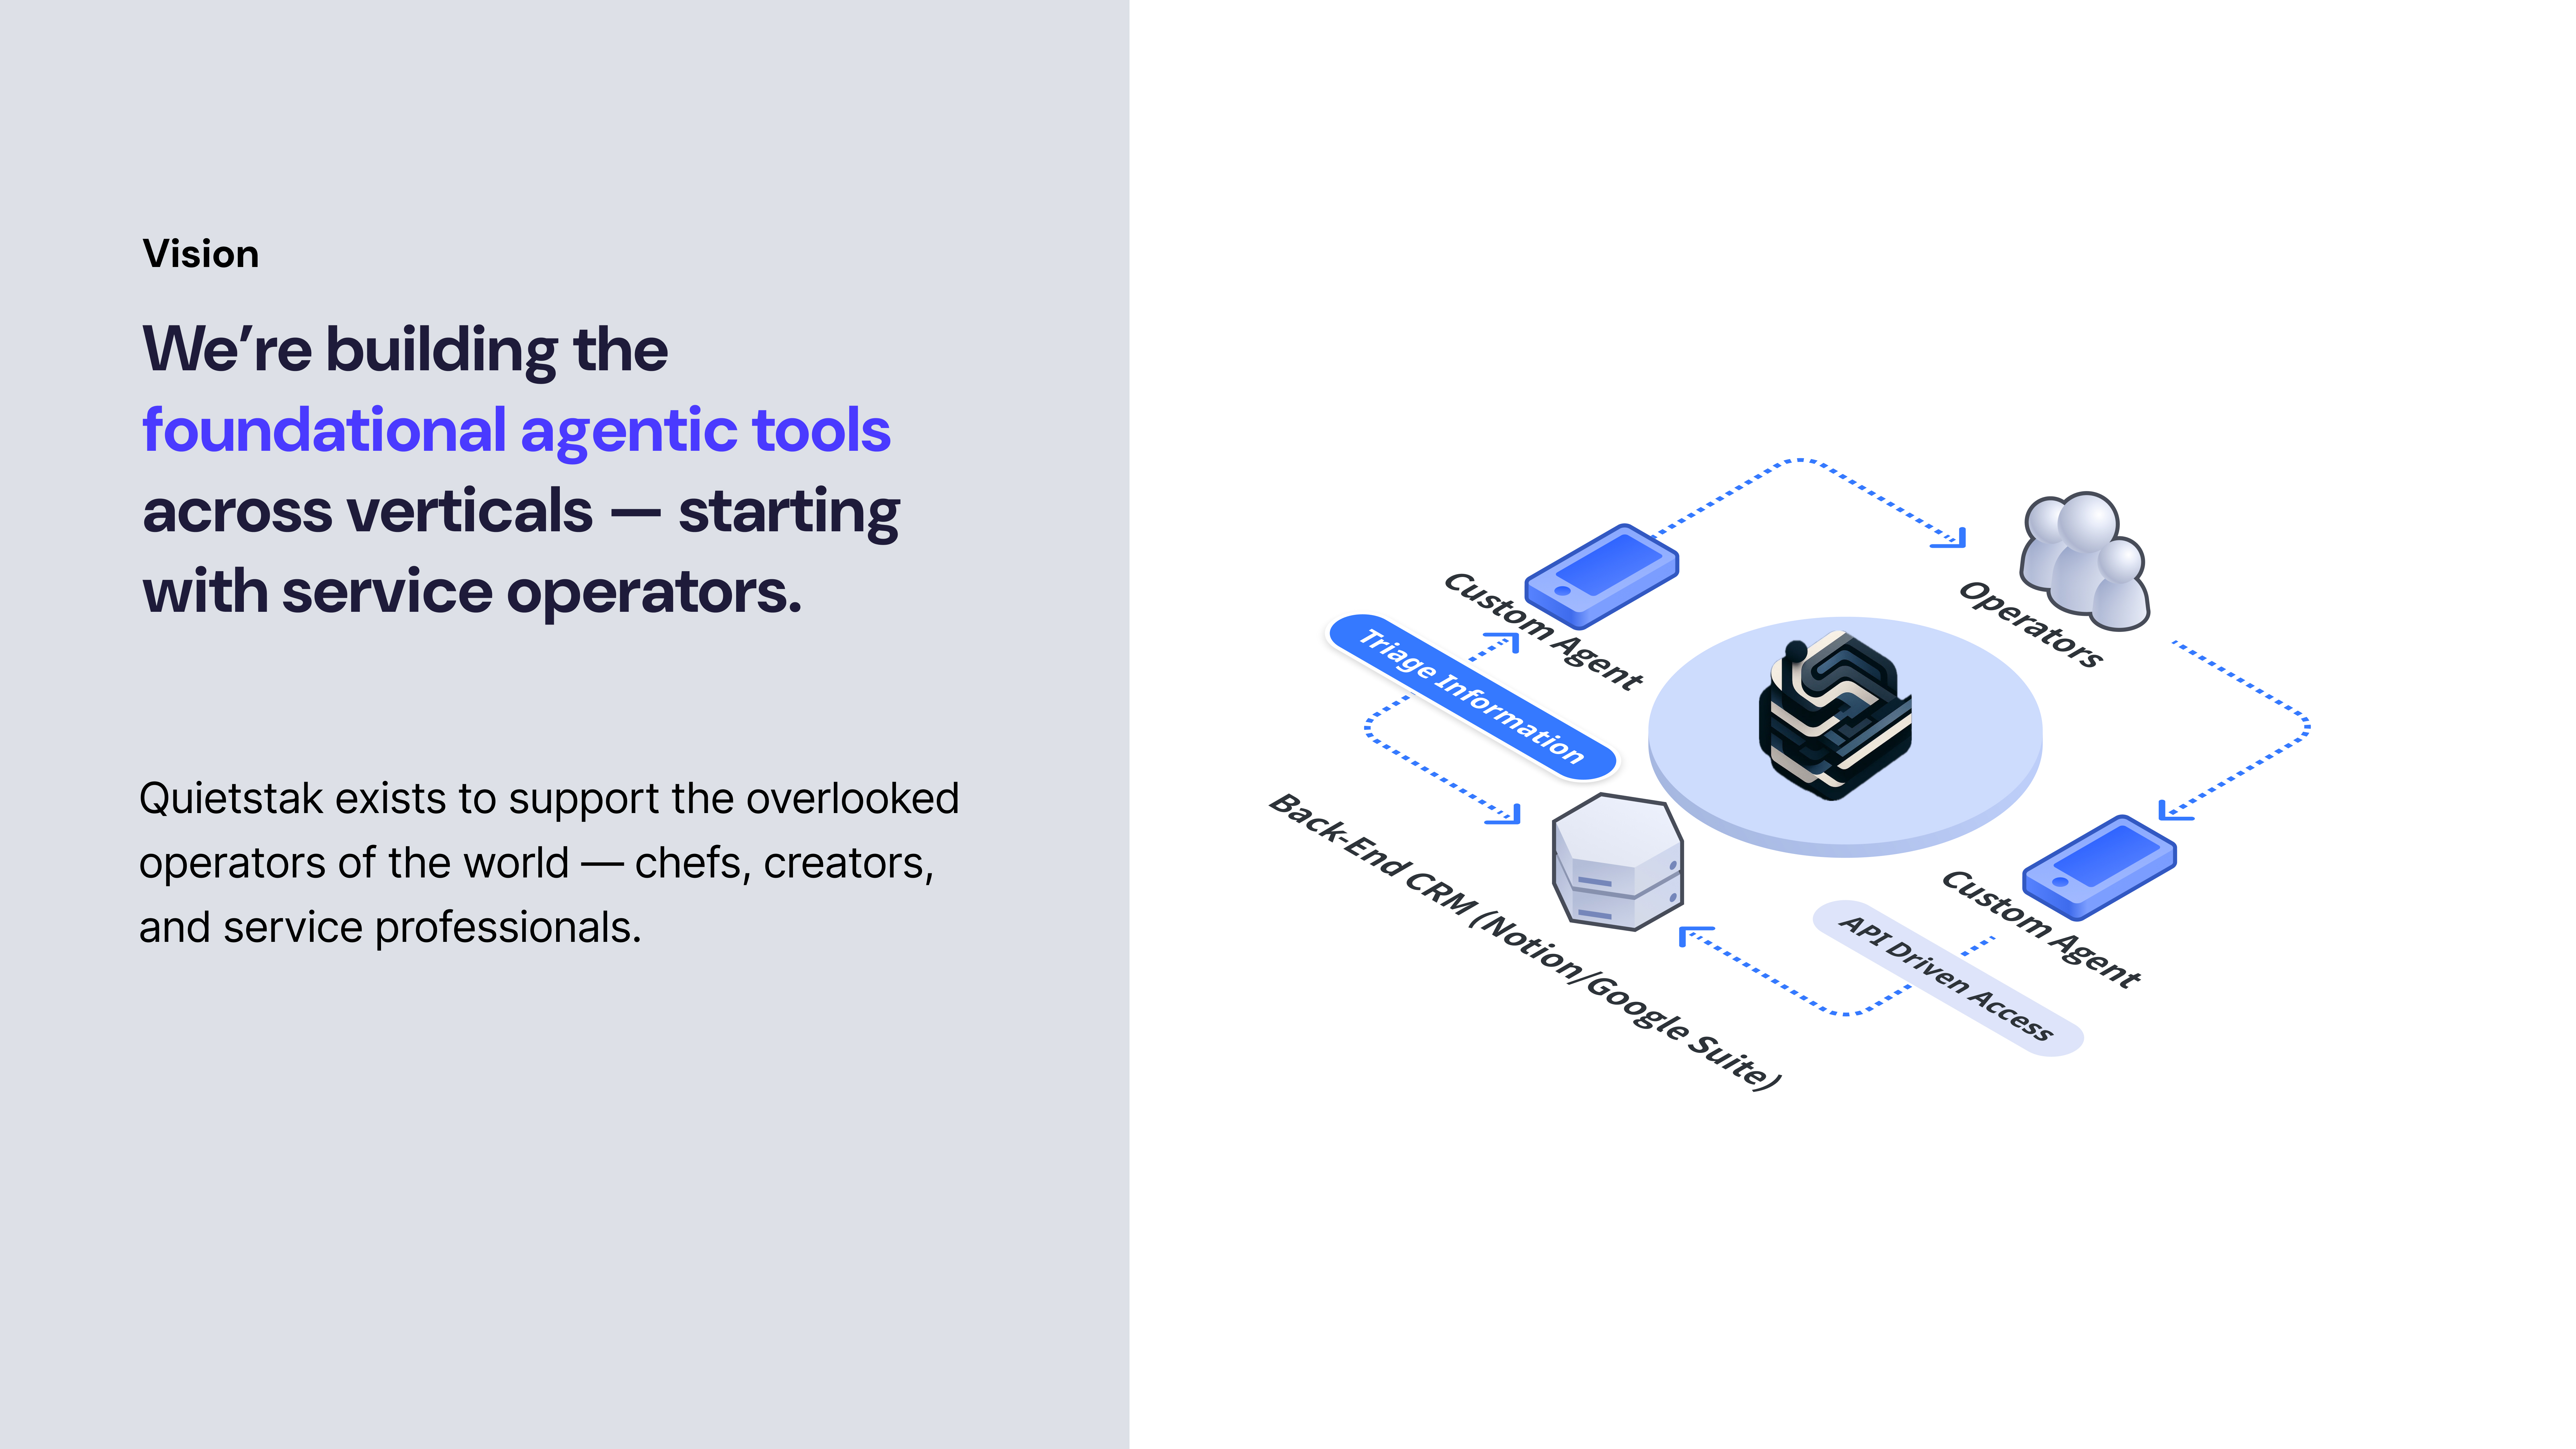 Vision
We’re building the
foundational agentic tools
across verticals — starting
with service operators.
Quietstak exists to support the overlooked
operators of the world — chefs, creators,
and service professionals.
Custom Agent
Operators
Triage Information
Back-End CRM (Notion/Google Suite)
Custom Agent
API Driven Access